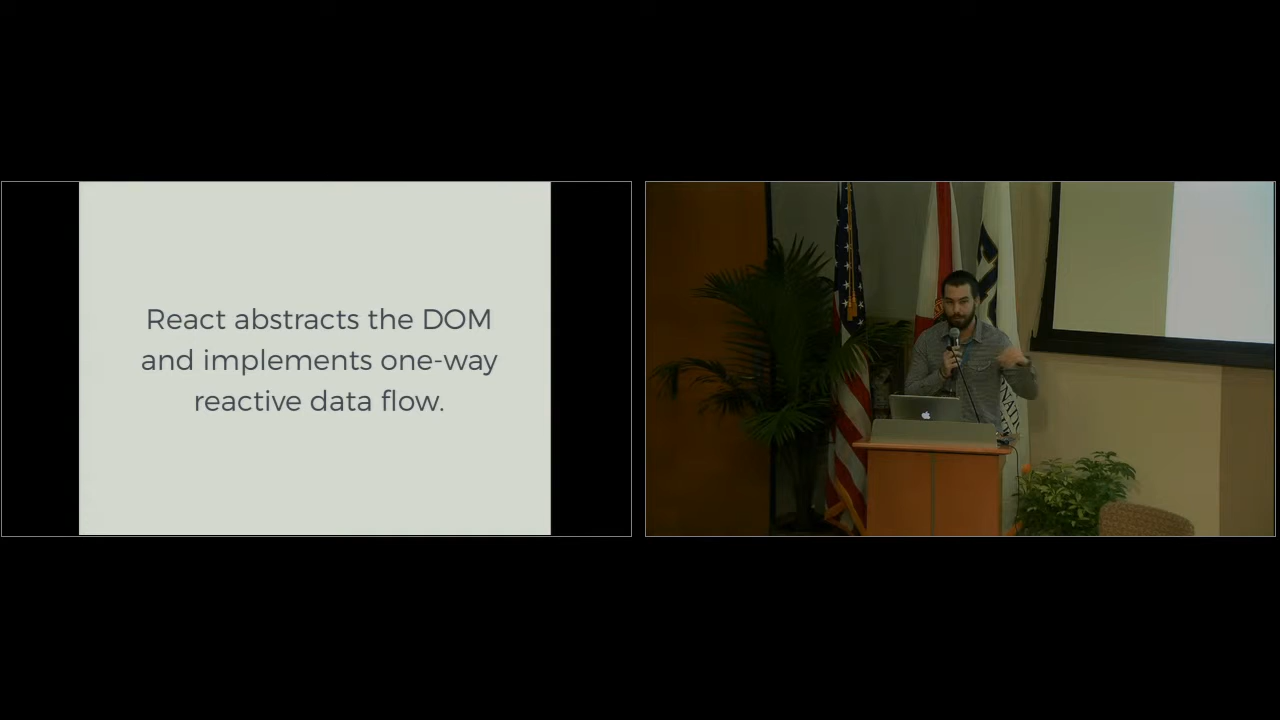 React abstracts the DOM
and implements one-way
reactive data flow.